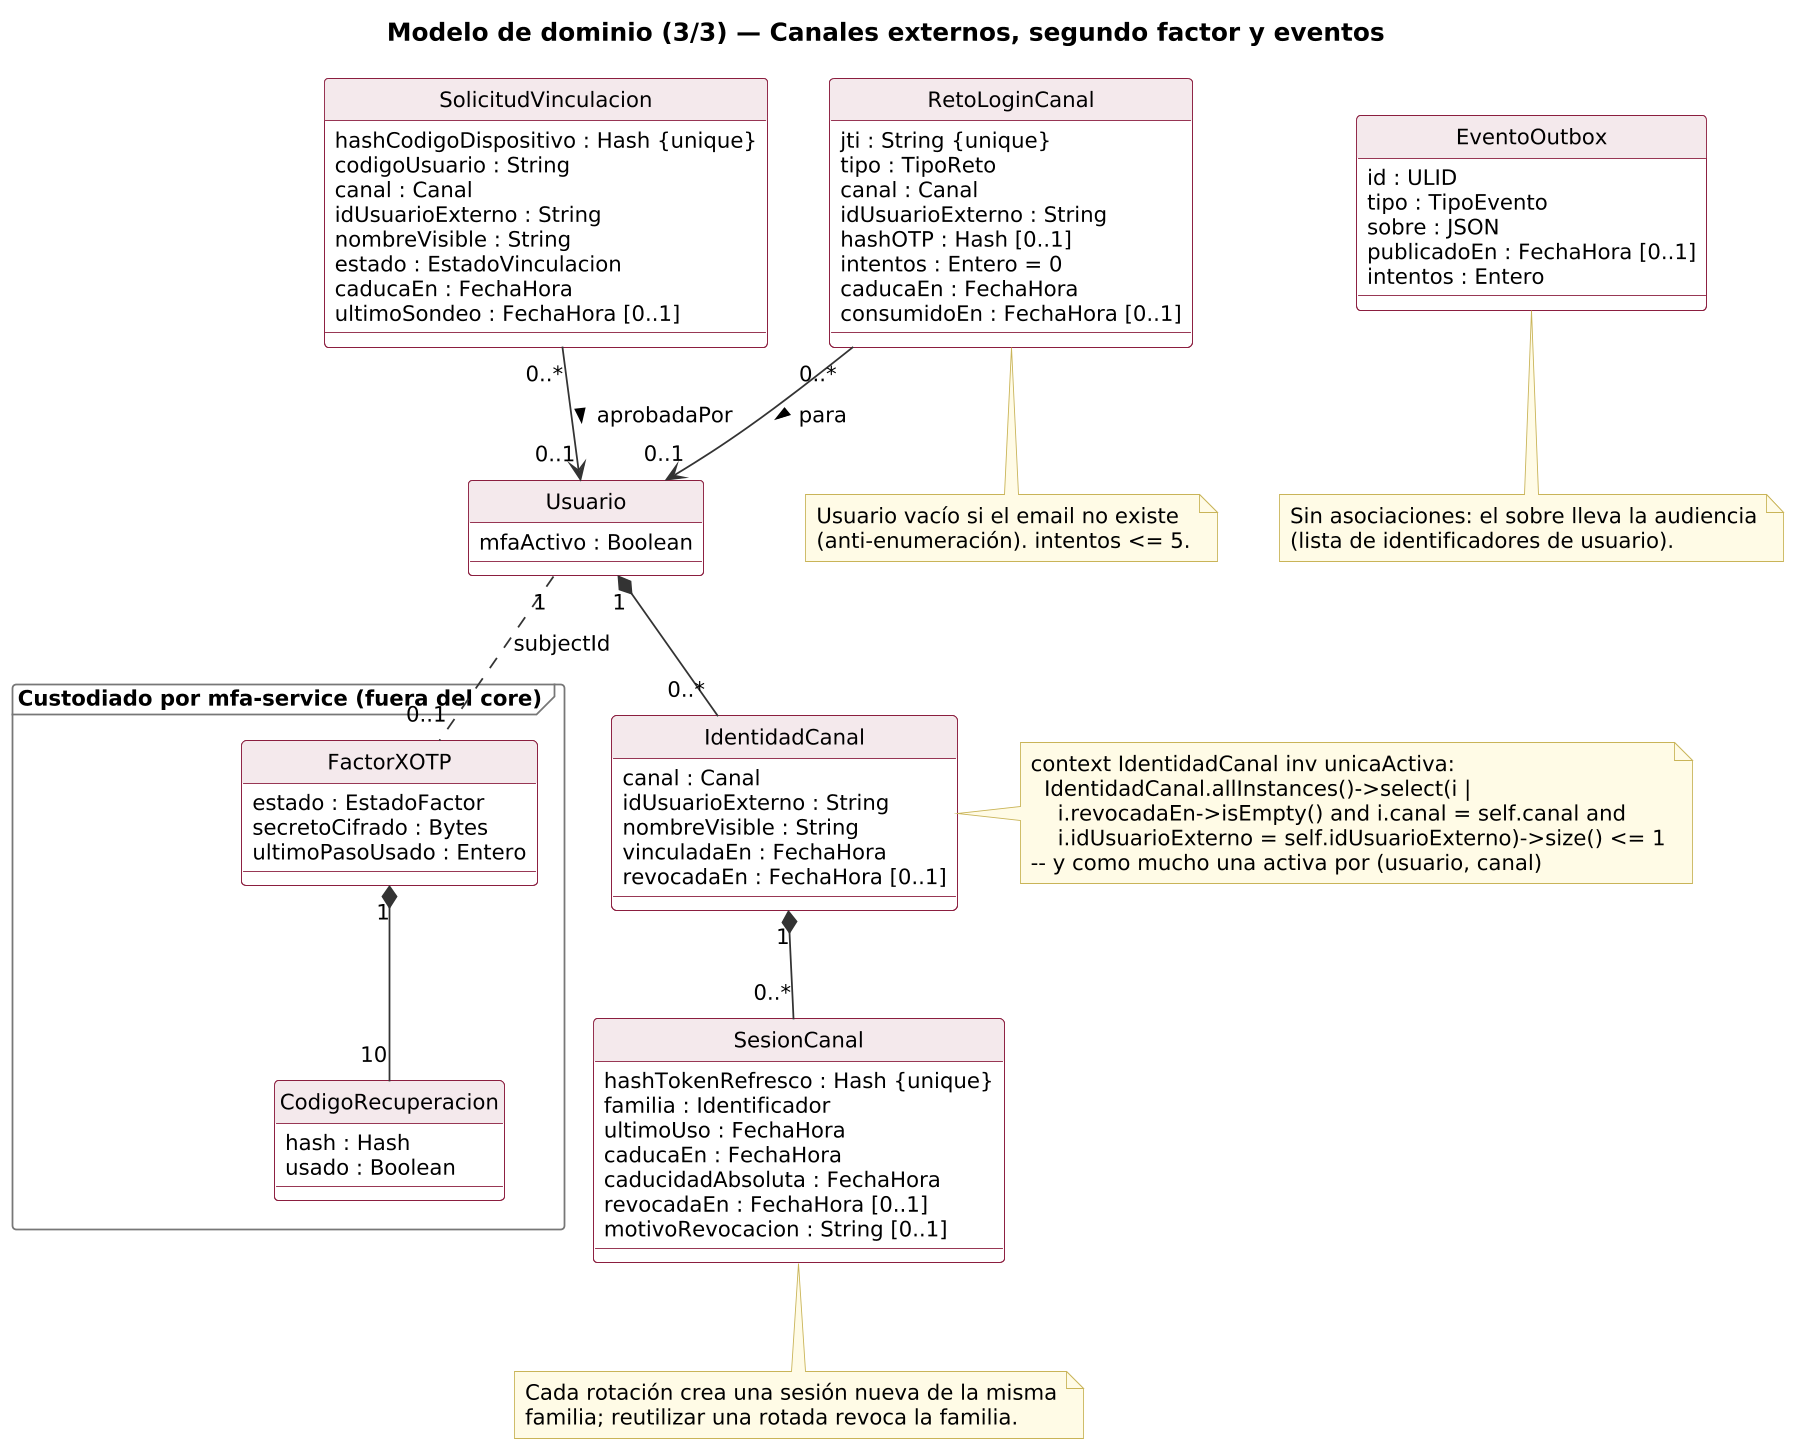 Modelo de dominio (3/3) — Canales externos, segundo factor y eventos
SolicitudVinculacion
hashCodigoDispositivo : Hash {unique}
codigoUsuario : String
canal : Canal
idUsuarioExterno : String
nombreVisible : String
estado : EstadoVinculacion
caducaEn : FechaHora
ultimoSondeo : FechaHora [0..1]
RetoLoginCanal
jti : String {unique}
tipo : TipoReto
canal : Canal
idUsuarioExterno : String
hashOTP : Hash [0..1]
intentos : Entero = 0
caducaEn : FechaHora
consumidoEn : FechaHora [0..1]
EventoOutbox
id : ULID
tipo : TipoEvento
sobre : JSON
publicadoEn : FechaHora [0..1]
intentos : Entero
0..*
aprobadaPor
0..1
0..*
para
0..1
Usuario
mfaActivo : Boolean
Usuario vacío si el email no existe
(anti-enumeración). intentos <= 5.
Sin asociaciones: el sobre lleva la audiencia
(lista de identificadores de usuario).
1
subjectId
0..1
1
0..*
Custodiado por mfa-service (fuera del core)
FactorXOTP
estado : EstadoFactor
secretoCifrado : Bytes
ultimoPasoUsado : Entero
IdentidadCanal
canal : Canal
idUsuarioExterno : String
nombreVisible : String
vinculadaEn : FechaHora
revocadaEn : FechaHora [0..1]
context IdentidadCanal inv unicaActiva:
IdentidadCanal.allInstances()->select(i |
i.revocadaEn->isEmpty() and i.canal = self.canal and
i.idUsuarioExterno = self.idUsuarioExterno)->size() <= 1
-- y como mucho una activa por (usuario, canal)
1
10
1
0..*
CodigoRecuperacion
hash : Hash
usado : Boolean
SesionCanal
hashTokenRefresco : Hash {unique}
familia : Identificador
ultimoUso : FechaHora
caducaEn : FechaHora
caducidadAbsoluta : FechaHora
revocadaEn : FechaHora [0..1]
motivoRevocacion : String [0..1]
Cada rotación crea una sesión nueva de la misma
familia; reutilizar una rotada revoca la familia.